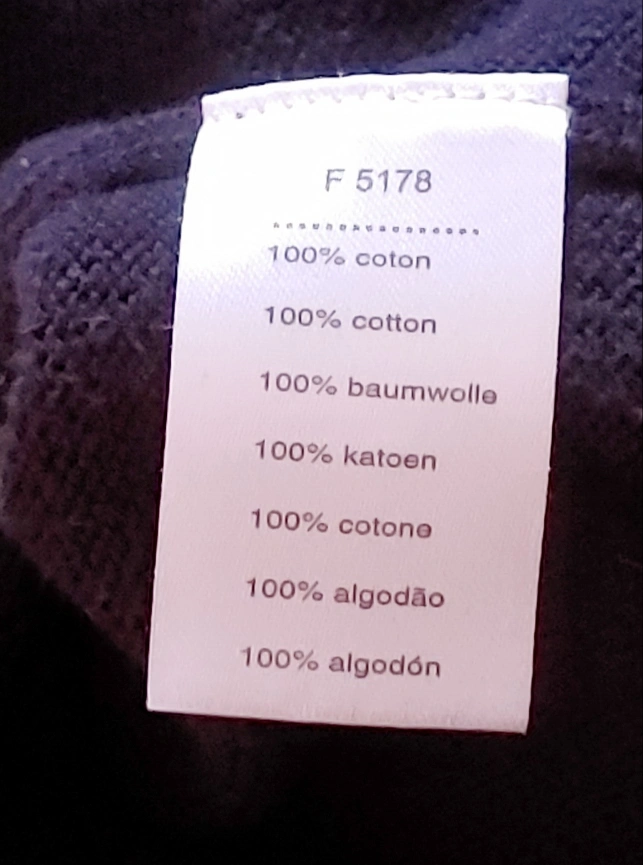 F 5178
100% coton
100% cotton
100% baumwolle
100% katoen
100% cotone
100% algodão
100% algodón